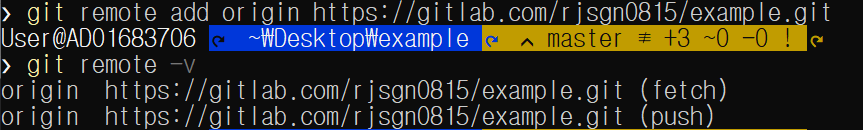 ❯ git remote add origin https://gitlab.com/rjsgn0815/example.git
User@AD01683706 ~₩Desktop₩example master ≢ +3 ~0 -0 !
❯ git remote -v
origin https://gitlab.com/rjsgn0815/example.git (fetch)
origin https://gitlab.com/rjsgn0815/example.git (push)